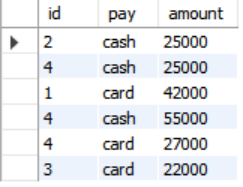 id pay amount
2 cash 25000
4 cash 25000
1 card 42000
4 cash 55000
4 card 27000
3 card 22000